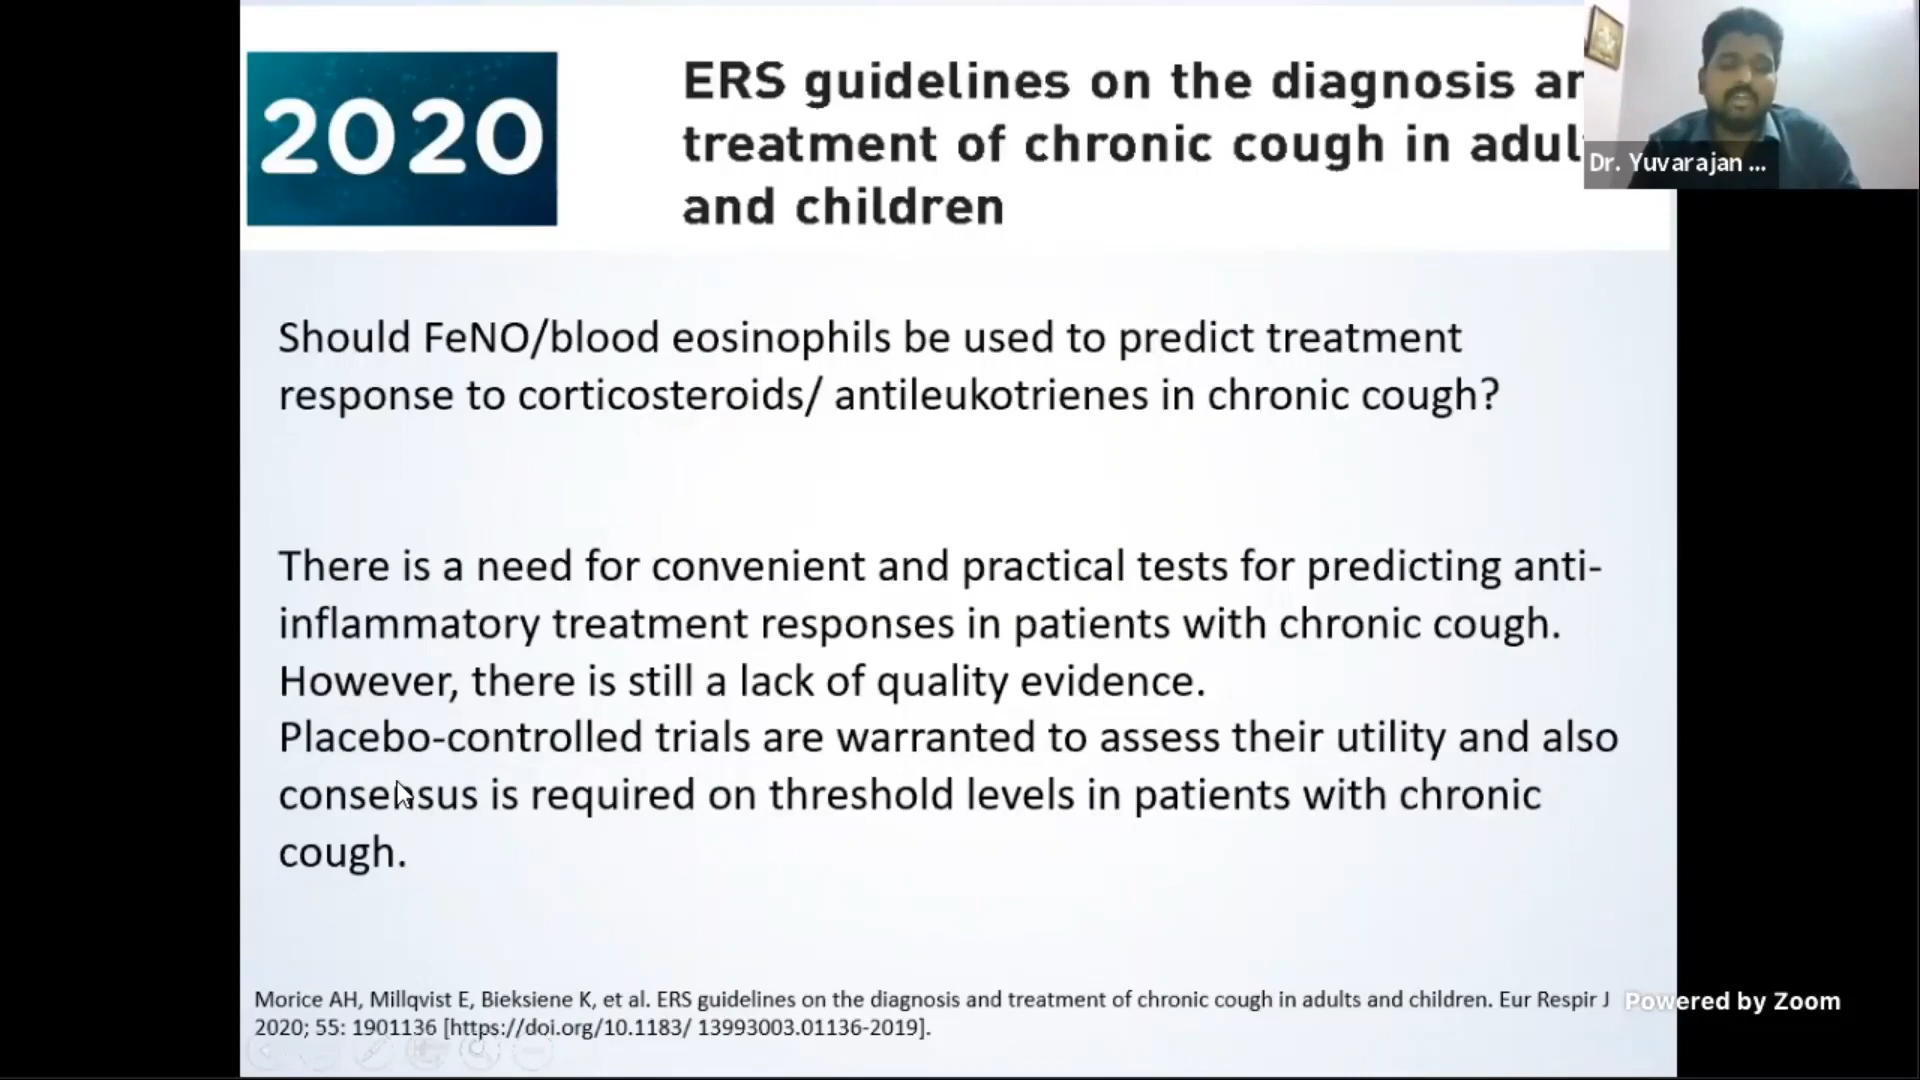 2020
ERS guidelines on the diagnosis
treatment of chronic cough in
and children
Dr. Yuvarajan ...
Should FeNO/blood eosinophils be used to predict treatment
response to corticosteroids/ antileukotrienes in chronic cough?
There is a need for convenient and practical tests for predicting anti-
inflammatory treatment responses in patients with chronic cough.
However, there is still a lack of quality evidence.
Placebo-controlled trials are warranted to assess their utility and also
consensus is required on threshold levels in patients with chronic
cough.
Morice AH, Millqvist E, Bieksiene K, et al. ERS guidelines on the diagnosis and treatment of chronic cough in adults and children. Eur Respir J
2020; 55: 1901136 [https://doi.org/10.1183/ 13993003.01136-2019].
Powered by Zoom